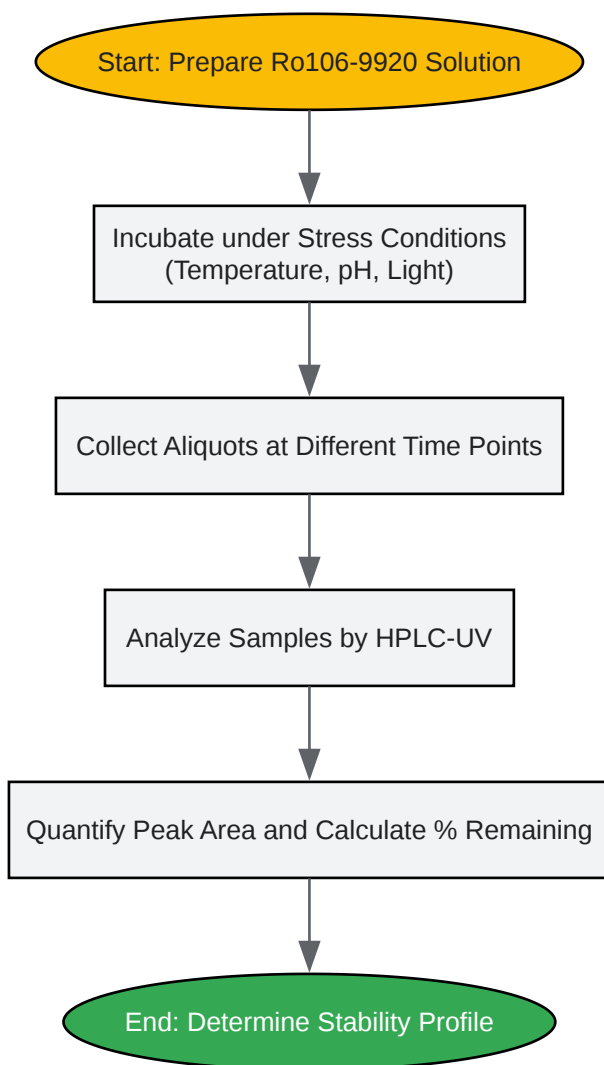 Start: Prepare Ro106-9920 Solution
Incubate under Stress Conditions
(Temperature, pH, Light)
Collect Aliquots at Different Time Points
Analyze Samples by HPLC-UV
Quantify Peak Area and Calculate % Remaining
End: Determine Stability Profile